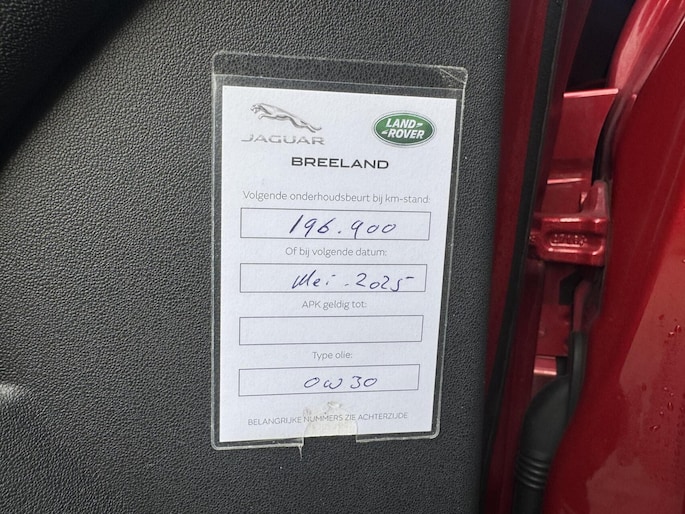 JAGUAR
LAND ROVER
BREELAND
Volgende onderhoudsbeurt bij km-stand:
196.900
Of bij volgende datum:
Mei.2025
APK geldig tot:
Type olie:
0W30
BELANGRIJKE NUMMERS ZIE ACHTERZIJDE